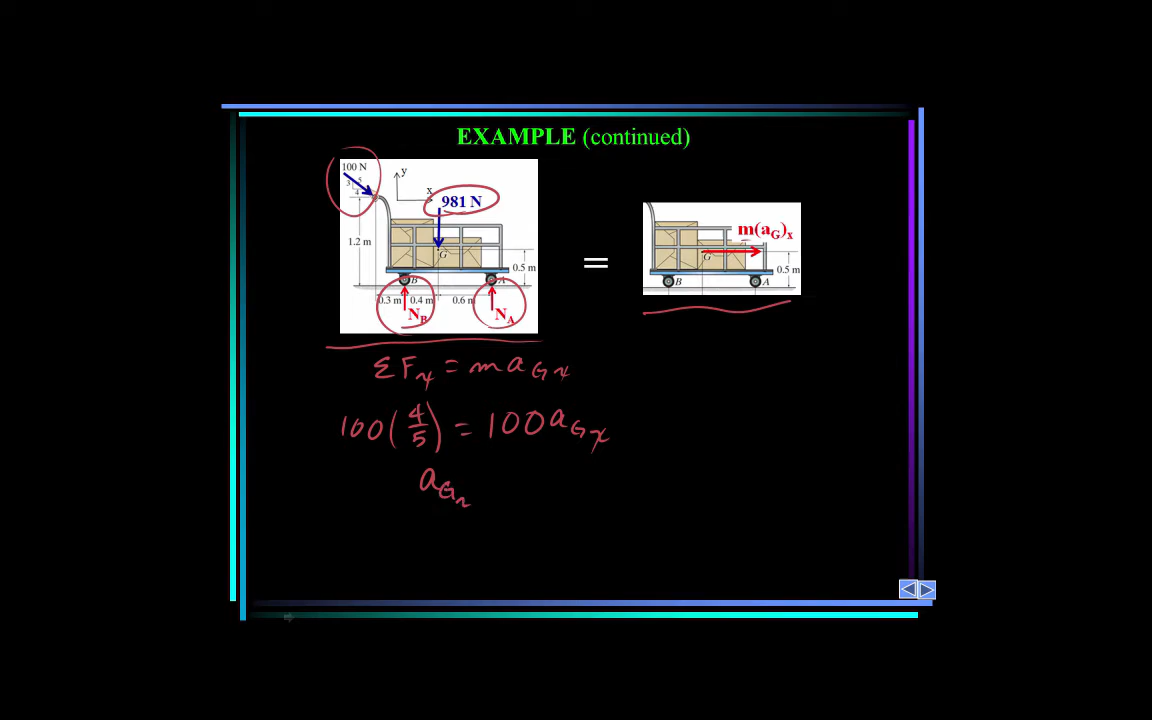 EXAMPLE (continued)
100 N
3 5
4
y
x
981 N
1.2 m
G
0.5 m
B
A
0.3 m 0.4 m 0.6 m
N_B
N_A
=
m(a_G)_x
G
0.5 m
B
A
ΣF_x = m a_Gx
100(4/5) = 100 a_Gx
a_Gx